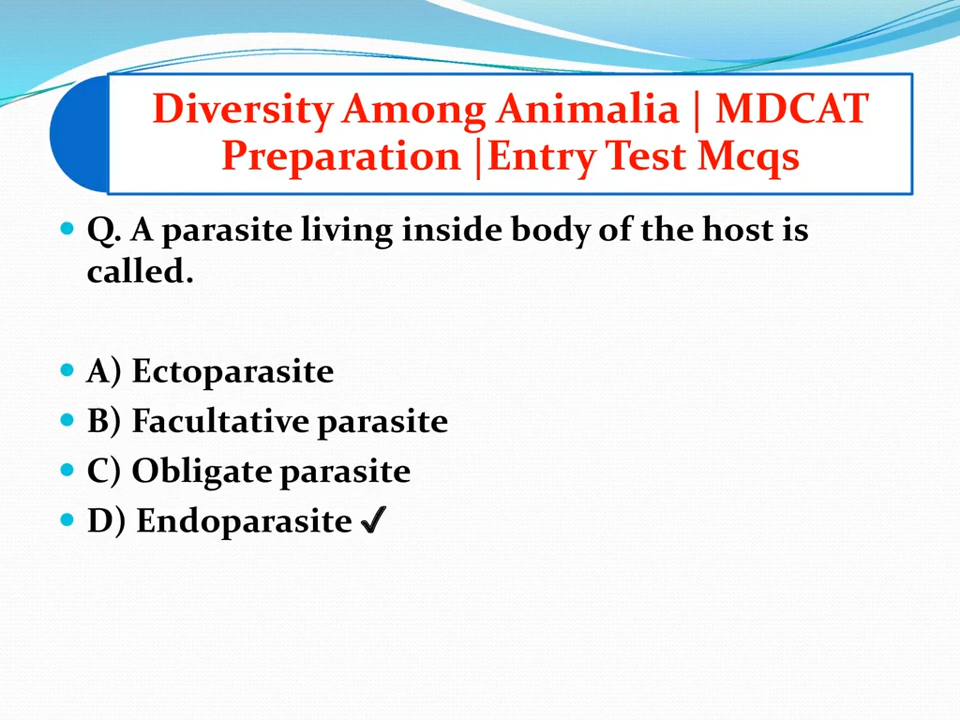 Diversity Among Animalia | MDCAT
Preparation |Entry Test Mcqs
• Q. A parasite living inside body of the host is
called.
• A) Ectoparasite
• B) Facultative parasite
• C) Obligate parasite
• D) Endoparasite ✓